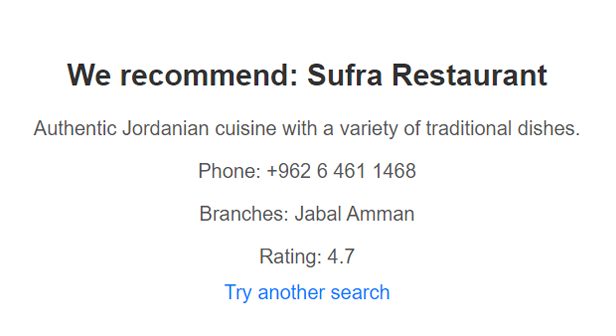 We recommend: Sufra Restaurant
Authentic Jordanian cuisine with a variety of traditional dishes.
Phone: +962 6 461 1468
Branches: Jabal Amman
Rating: 4.7
Try another search